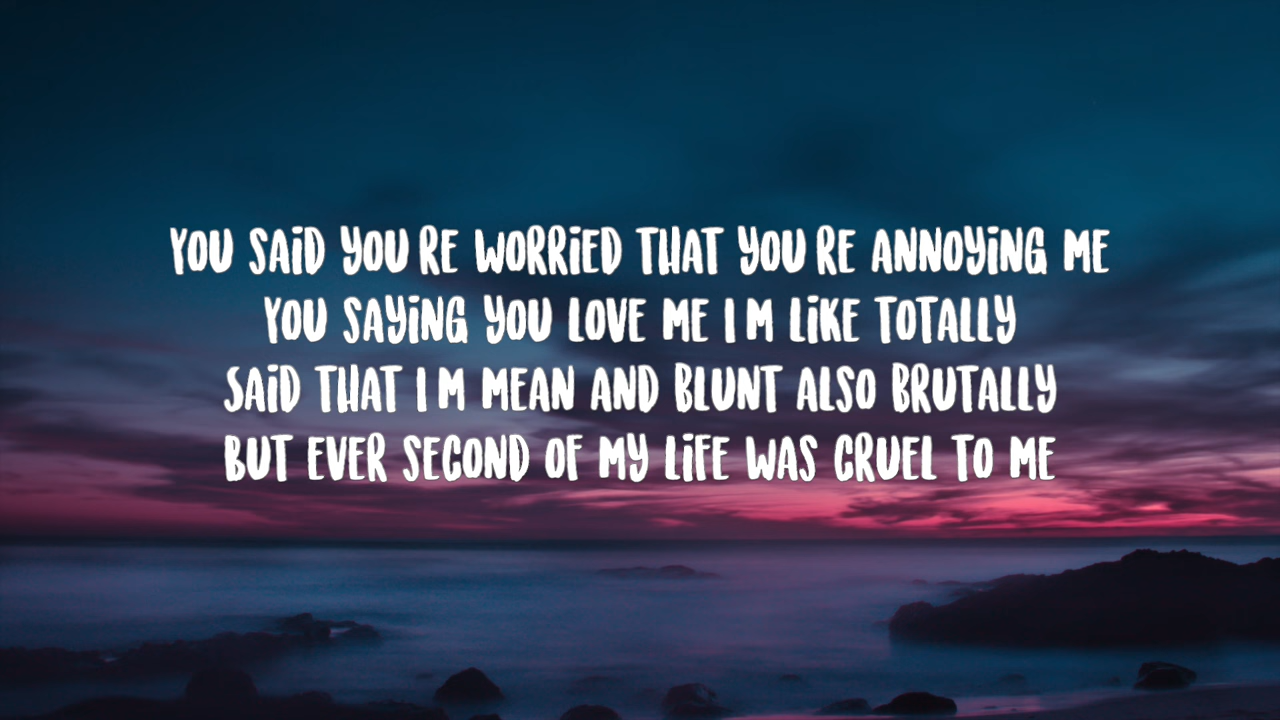 YOU SAiD YOU RE WORRiED THAT YOU RE ANNOYiNG ME
YOU SAYiNG YOU LOVE ME I M LiKE TOTALLY
SAiD THAT I M MEAN AND BLUNT ALSO BRUTALLY
BUT EVER SECOND OF MY LiFE WAS CRUEL TO ME